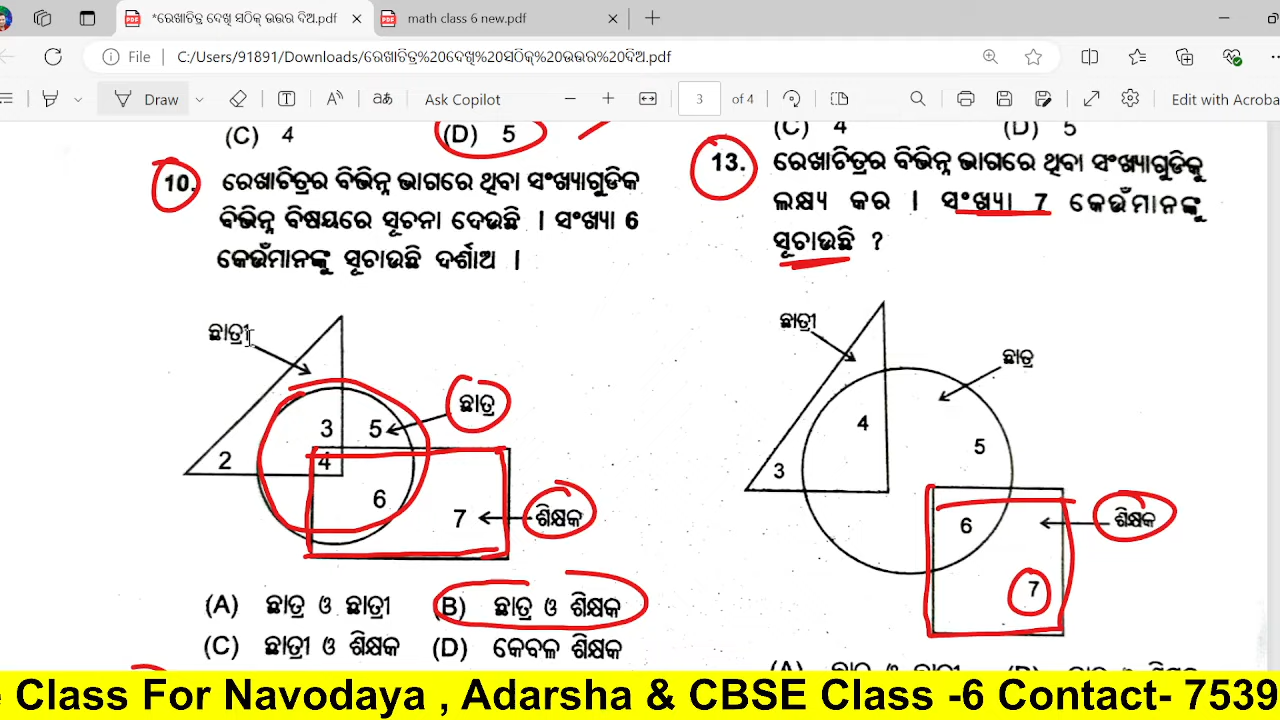 *ରେଖାଚିତ୍ର ଦେଖି ସଠିକ୍ ଉତ୍ତର ଦିଅ.pdf
math class 6 new.pdf
File
C:/Users/91891/Downloads/ରେଖାଚିତ୍ର%20ଦେଖି%20ସଠିକ୍%20ଉତ୍ତର%20ଦିଅ.pdf
Draw
Ask Copilot
3 of 4
Edit with Acroba
(C) 4 (D) 5
10. ରେଖାଚିତ୍ରର ବିଭିନ୍ନ ଭାଗରେ ଥିବା ସଂଖ୍ୟାଗୁଡିକ
ବିଭିନ୍ନ ବିଷୟରେ ସୂଚନା ଦେଉଛି । ସଂଖ୍ୟା 6
କେଉଁମାନଙ୍କୁ ସୂଚାଉଛି ଦର୍ଶାଅ ।
ଛାତ୍ରୀ
ଛାତ୍ର
3 5
2 4
6
7
ଶିକ୍ଷକ
(A) ଛାତ୍ର ଓ ଛାତ୍ରୀ (B) ଛାତ୍ର ଓ ଶିକ୍ଷକ
(C) ଛାତ୍ରୀ ଓ ଶିକ୍ଷକ (D) କେବଳ ଶିକ୍ଷକ
(C) 4 (D) 5
13. ରେଖାଚିତ୍ରର ବିଭିନ୍ନ ଭାଗରେ ଥିବା ସଂଖ୍ୟାଗୁଡିକୁ
ଲକ୍ଷ୍ୟ କର । ସଂଖ୍ୟା 7 କେଉଁମାନଙ୍କୁ
ସୂଚାଉଛି ?
ଛାତ୍ରୀ
ଛାତ୍ର
4
5
3
6
ଶିକ୍ଷକ
7
e Class For Navodaya , Adarsha & CBSE Class -6 Contact- 7539